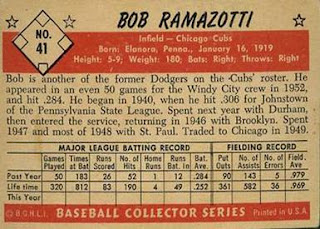 NO.
41
BOB RAMAZOTTI
Infield — Chicago Cubs
Born: Elanora, Penna., January 16, 1919
Height: 5-9; Weight: 180; Bats: Right; Throws: Right
Bob is another of the former Dodgers on the Cubs' roster. He
appeared in an even 50 games for the Windy City crew in 1952,
and hit .284. He began in 1940, when he hit .306 for Johnstown
of the Pennsylvania State League. Spent next year with Durham,
then entered the service, returning in 1946 with Brooklyn. Spent
1947 and most of 1948 with St. Paul. Traded to Chicago in 1949.
MAJOR LEAGUE BATTING RECORD FIELDING RECORD
Games Played Times at Bat Runs No. of Hits Home Runs Runs Bat. In Bat. Ave. Put Outs No. of Assists No. of Errors Field. Ave
Past Year 50 183 26 52 1 12 .284 90 143 5 .979
Life time 320 812 83 190 4 49 .252 361 582 36 .969
This Year
© B.G.H.L.I. BASEBALL COLLECTOR SERIES Printed in U.S.A.